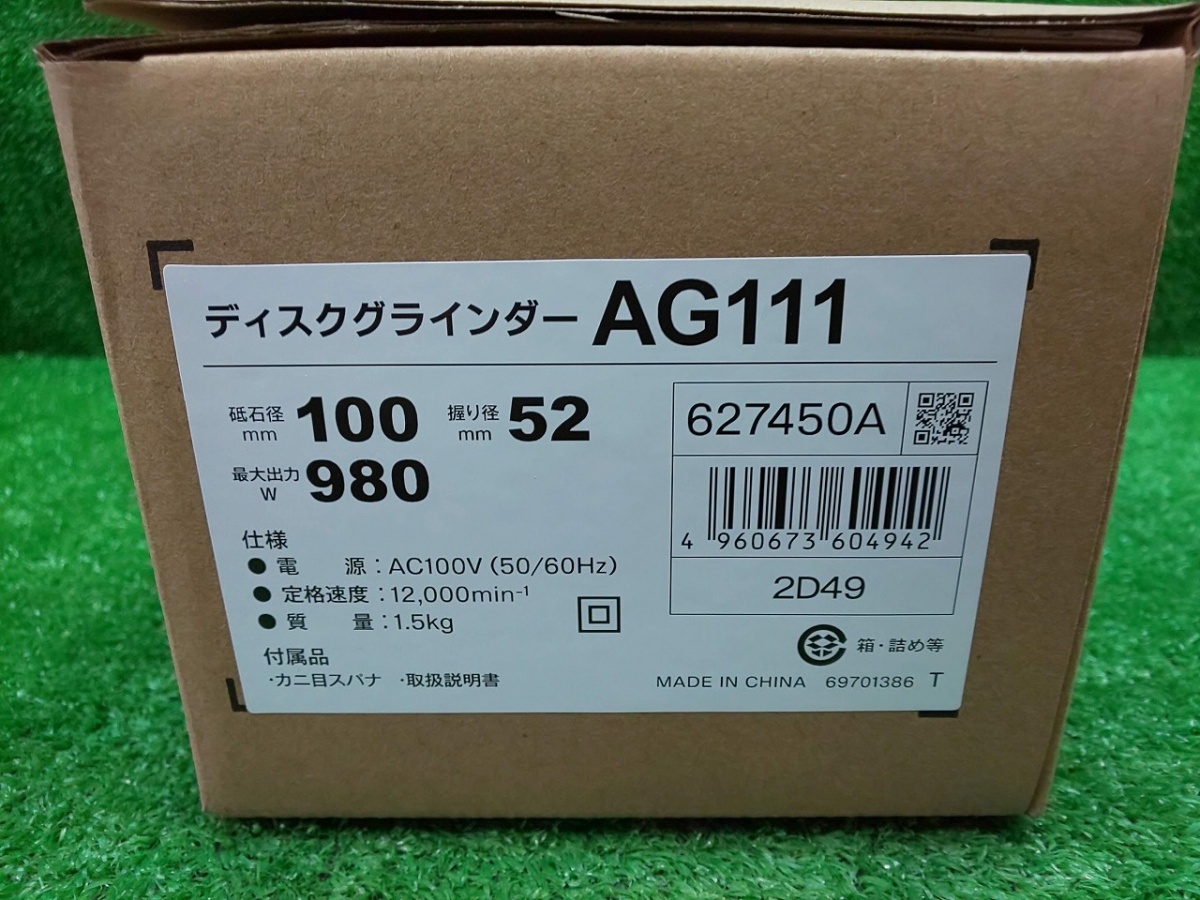 ディスクグラインダー AG111
砥石径 mm 100 握り径 mm 52
最大出力 W 980
627450A
4 960673 604942
2D49
仕様
● 電 源：AC100V（50/60Hz）
● 定格速度：12,000min⁻¹
● 質 量：1.5kg
付属品
・カニ目スパナ ・取扱説明書
箱・詰め等
MADE IN CHINA 69701386 T